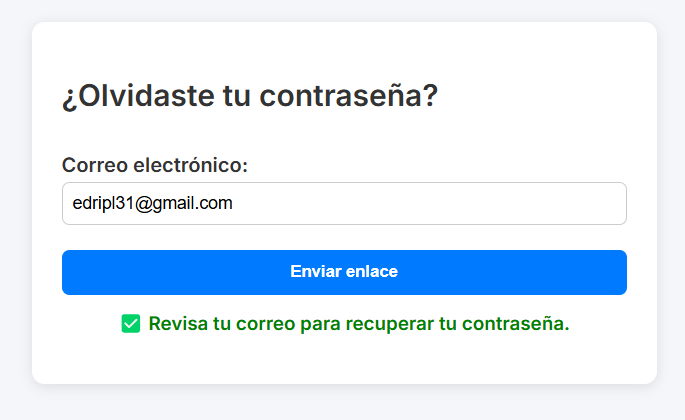 ¿Olvidaste tu contraseña?
Correo electrónico:
edripl31@gmail.com
Enviar enlace
✅ Revisa tu correo para recuperar tu contraseña.